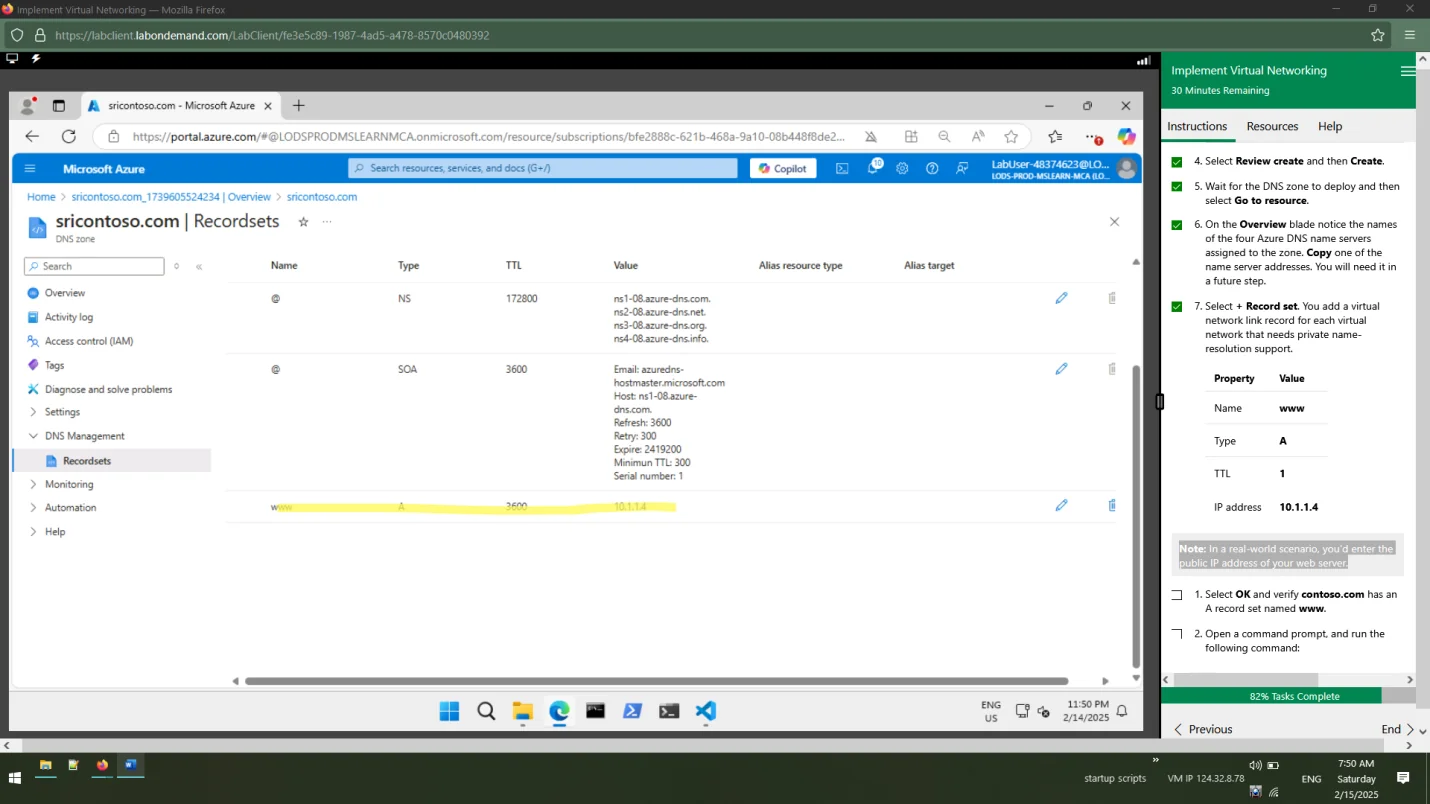 Implement Virtual Networking — Mozilla Firefox
https://labclient.labondemand.com/LabClient/fe3e5c89-1987-4ad5-a478-8570c0480392
sricontoso.com - Microsoft Azure
https://portal.azure.com/#@LODSPRODMSLEARNMCA.onmicrosoft.com/resource/subscriptions/bfe2888c-621b-468a-9a10-08b448f8de2...
Microsoft Azure
Search resources, services, and docs (G+/)
Copilot
10
LabUser-48374623@LO...
LODS-PROD-MSLEARN-MCA (LO...
Home > sricontoso.com_1739605524234 | Overview > sricontoso.com
sricontoso.com | Recordsets
DNS zone
Search
Overview
Activity log
Access control (IAM)
Tags
Diagnose and solve problems
Settings
DNS Management
Recordsets
Monitoring
Automation
Help
Name Type TTL Value Alias resource type Alias target
@ NS 172800 ns1-08.azure-dns.com.
ns2-08.azure-dns.net.
ns3-08.azure-dns.org.
ns4-08.azure-dns.info.
@ SOA 3600 Email: azuredns-
hostmaster.microsoft.com
Host: ns1-08.azure-
dns.com.
Refresh: 3600
Retry: 300
Expire: 2419200
Minimun TTL: 300
Serial number: 1
www A 3600 10.1.1.4
ENG
US
11:50 PM
2/14/2025
Implement Virtual Networking
30 Minutes Remaining
Instructions Resources Help
4. Select Review create and then Create.
5. Wait for the DNS zone to deploy and then
select Go to resource.
6. On the Overview blade notice the names
of the four Azure DNS name servers
assigned to the zone. Copy one of the
name server addresses. You will need it in
a future step.
7. Select + Record set. You add a virtual
network link record for each virtual
network that needs private name-
resolution support.
Property Value
Name www
Type A
TTL 1
IP address 10.1.1.4
Note: In a real-world scenario, you'd enter the
public IP address of your web server.
1. Select OK and verify contoso.com has an
A record set named www.
2. Open a command prompt, and run the
following command:
82% Tasks Complete
Previous End
startup scripts
VM IP 124.32.8.78
ENG
7:50 AM
Saturday
2/15/2025